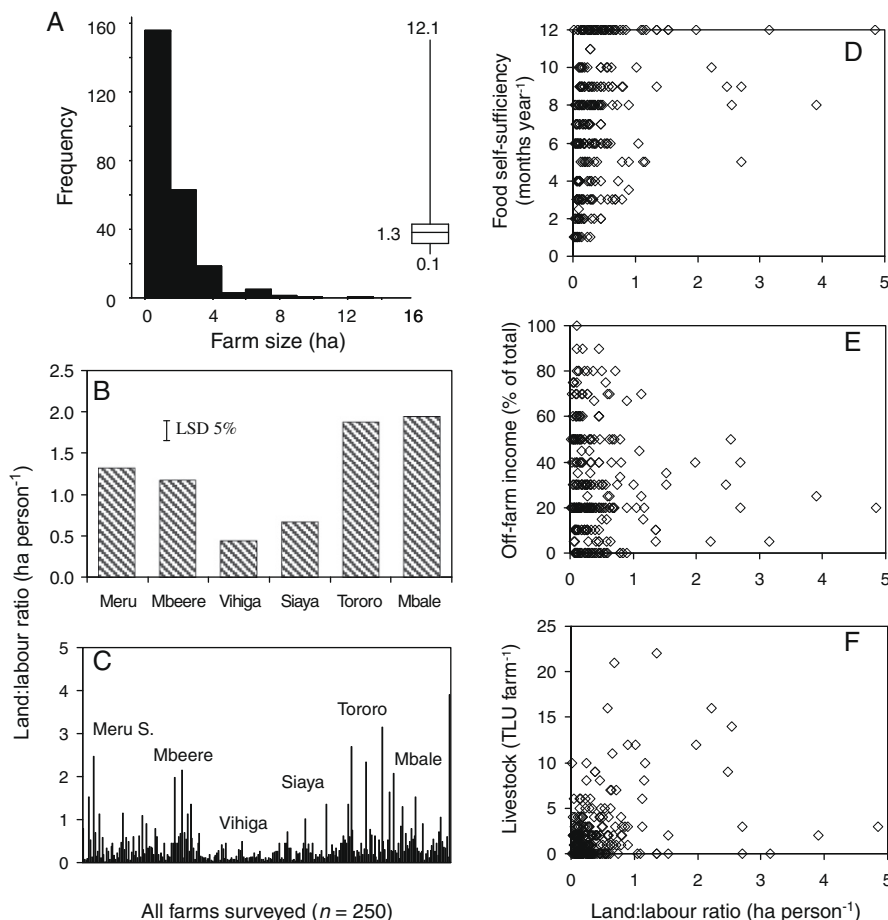 A
160
120
80
40
0
Frequency
12.1
1.3
0.1
0
4
8
12
16
Farm size (ha)
B
2.5
2.0
1.5
1.0
0.5
0.0
LSD 5%
Meru
Mbeere
Vihiga
Siaya
Tororo
Mbale
Land:labour ratio (ha person⁻¹)
C
5
4
3
2
1
0
Meru S.
Mbeere
Vihiga
Siaya
Tororo
Mbale
All farms surveyed (n = 250)
D
12
10
8
6
4
2
0
Food self-sufficiency
(months year⁻¹)
0
1
2
3
4
5
E
100
80
60
40
20
0
Off-farm income (% of total)
0
1
2
3
4
5
F
25
20
15
10
5
0
Livestock (TLU farm⁻¹)
0
1
2
3
4
5
Land:labour ratio (ha person⁻¹)